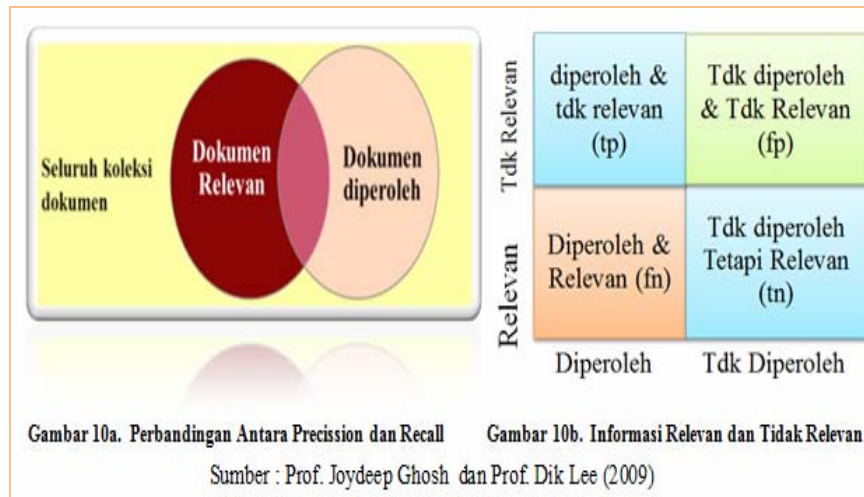 Seluruh koleksi
dokumen
Dokumen
Relevan
Dokumen
diperoleh
Tdk Relevan
diperoleh &
tdk relevan
(tp)
Tdk diperoleh
& Tdk Relevan
(fp)
Relevan
Diperoleh &
Relevan (fn)
Tdk diperoleh
Tetapi Relevan
(tn)
Diperoleh
Tdk Diperoleh
Gambar 10a. Perbandingan Antara Precission dan Recall
Gambar 10b. Informasi Relevan dan Tidak Relevan
Sumber : Prof. Joydeep Ghosh dan Prof. Dik Lee (2009)